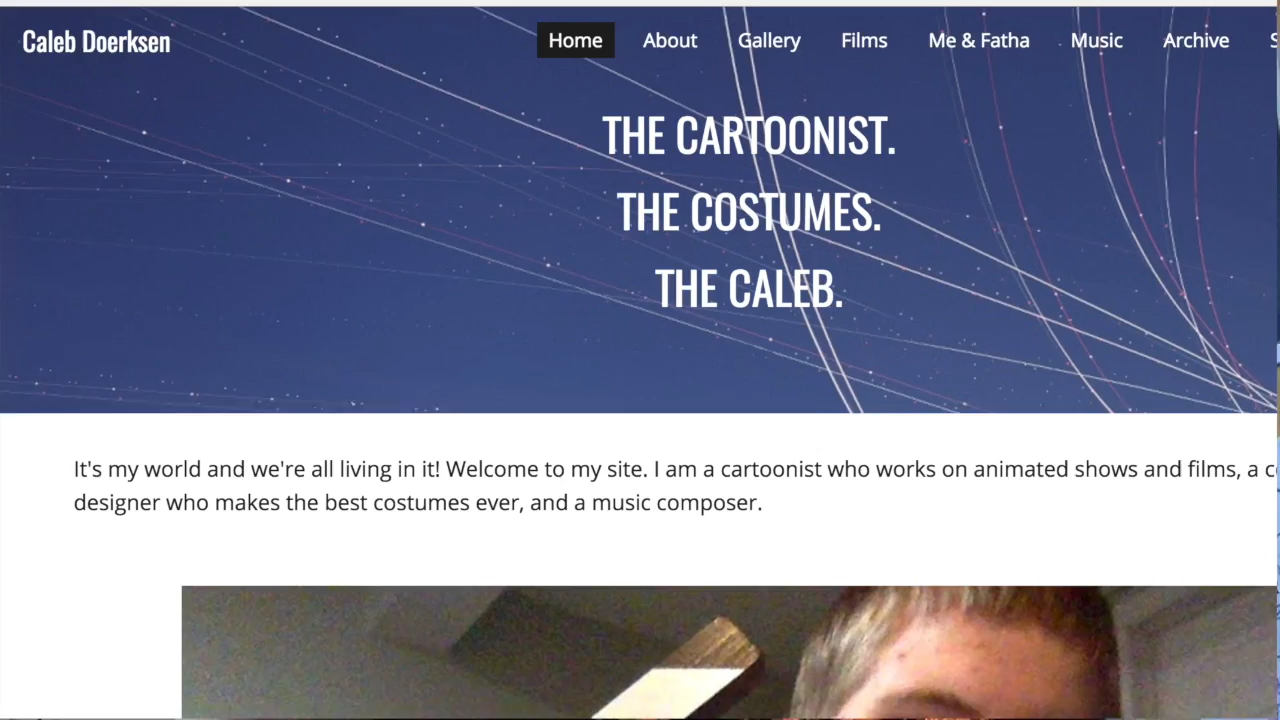 Caleb Doerksen
Home About Gallery Films Me & Fatha Music Archive
THE CARTOONIST.
THE COSTUMES.
THE CALEB.
It's my world and we're all living in it! Welcome to my site. I am a cartoonist who works on animated shows and films, a
designer who makes the best costumes ever, and a music composer.